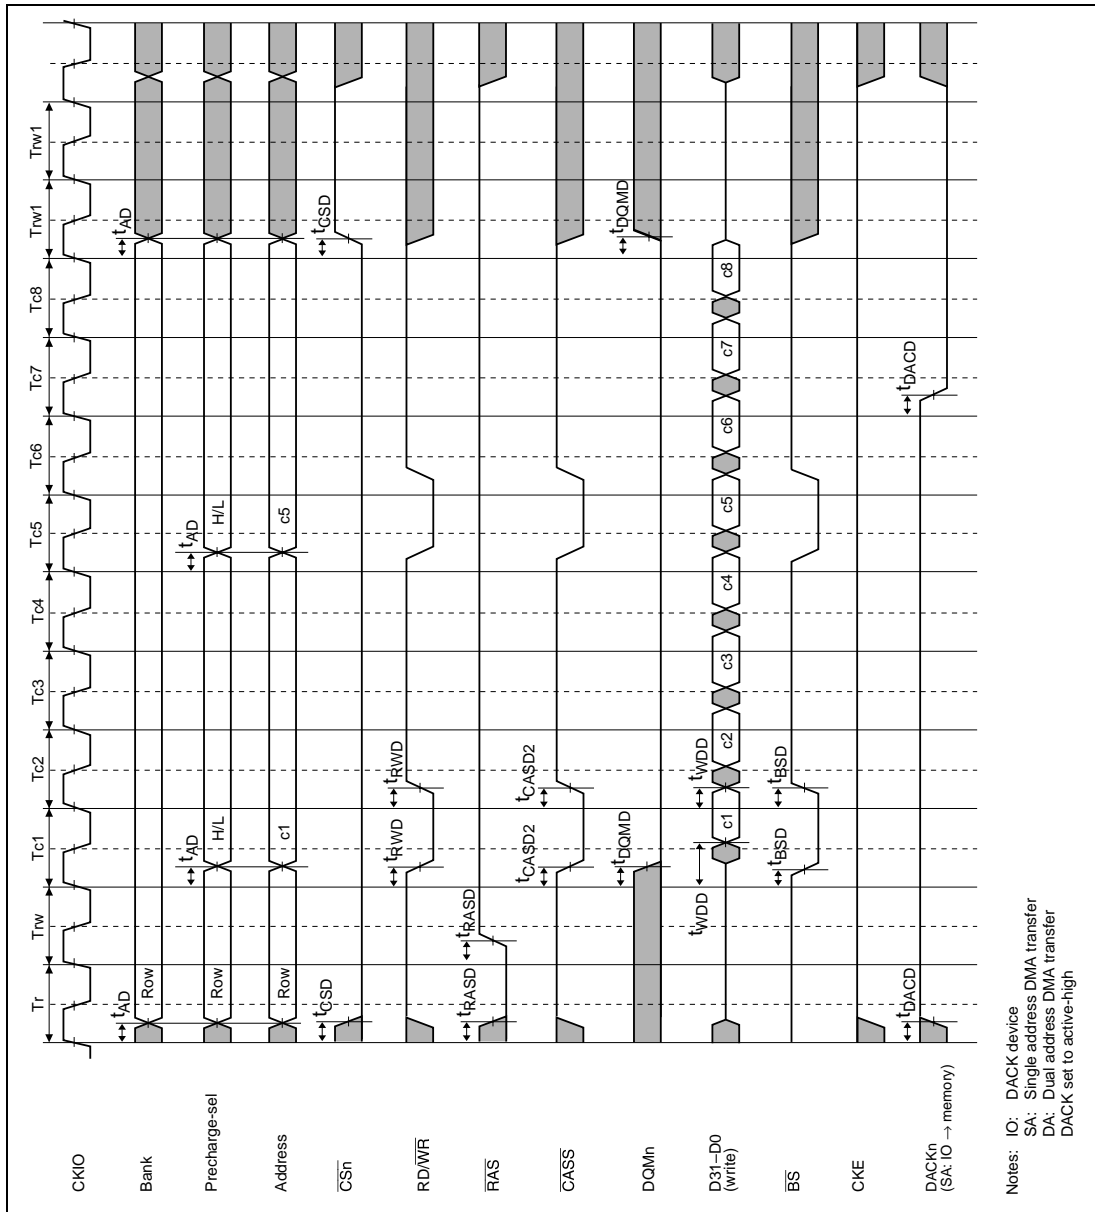 Tr
Trw
Tc1
Tc2
Tc3
Tc4
Tc5
Tc6
Tc7
Tc8
Trw1
Trw1
CKIO
Bank
tAD
Row
tAD
Precharge-sel
Row
tAD
H/L
tAD
H/L
Address
Row
c1
c5
CSn
tCSD
tCSD
RD/WR
tRWD
tRWD
RAS
tRASD
tRASD
CASS
tCASD2
tCASD2
DQMn
tDQMD
tDQMD
D31–D0
(write)
tWDD
tWDD
c1
c2
c3
c4
c5
c6
c7
c8
BS
tBSD
tBSD
CKE
DACKn
(SA: IO → memory)
tDACD
tDACD
Notes: IO: DACK device
SA: Single address DMA transfer
DA: Dual address DMA transfer
DACK set to active-high